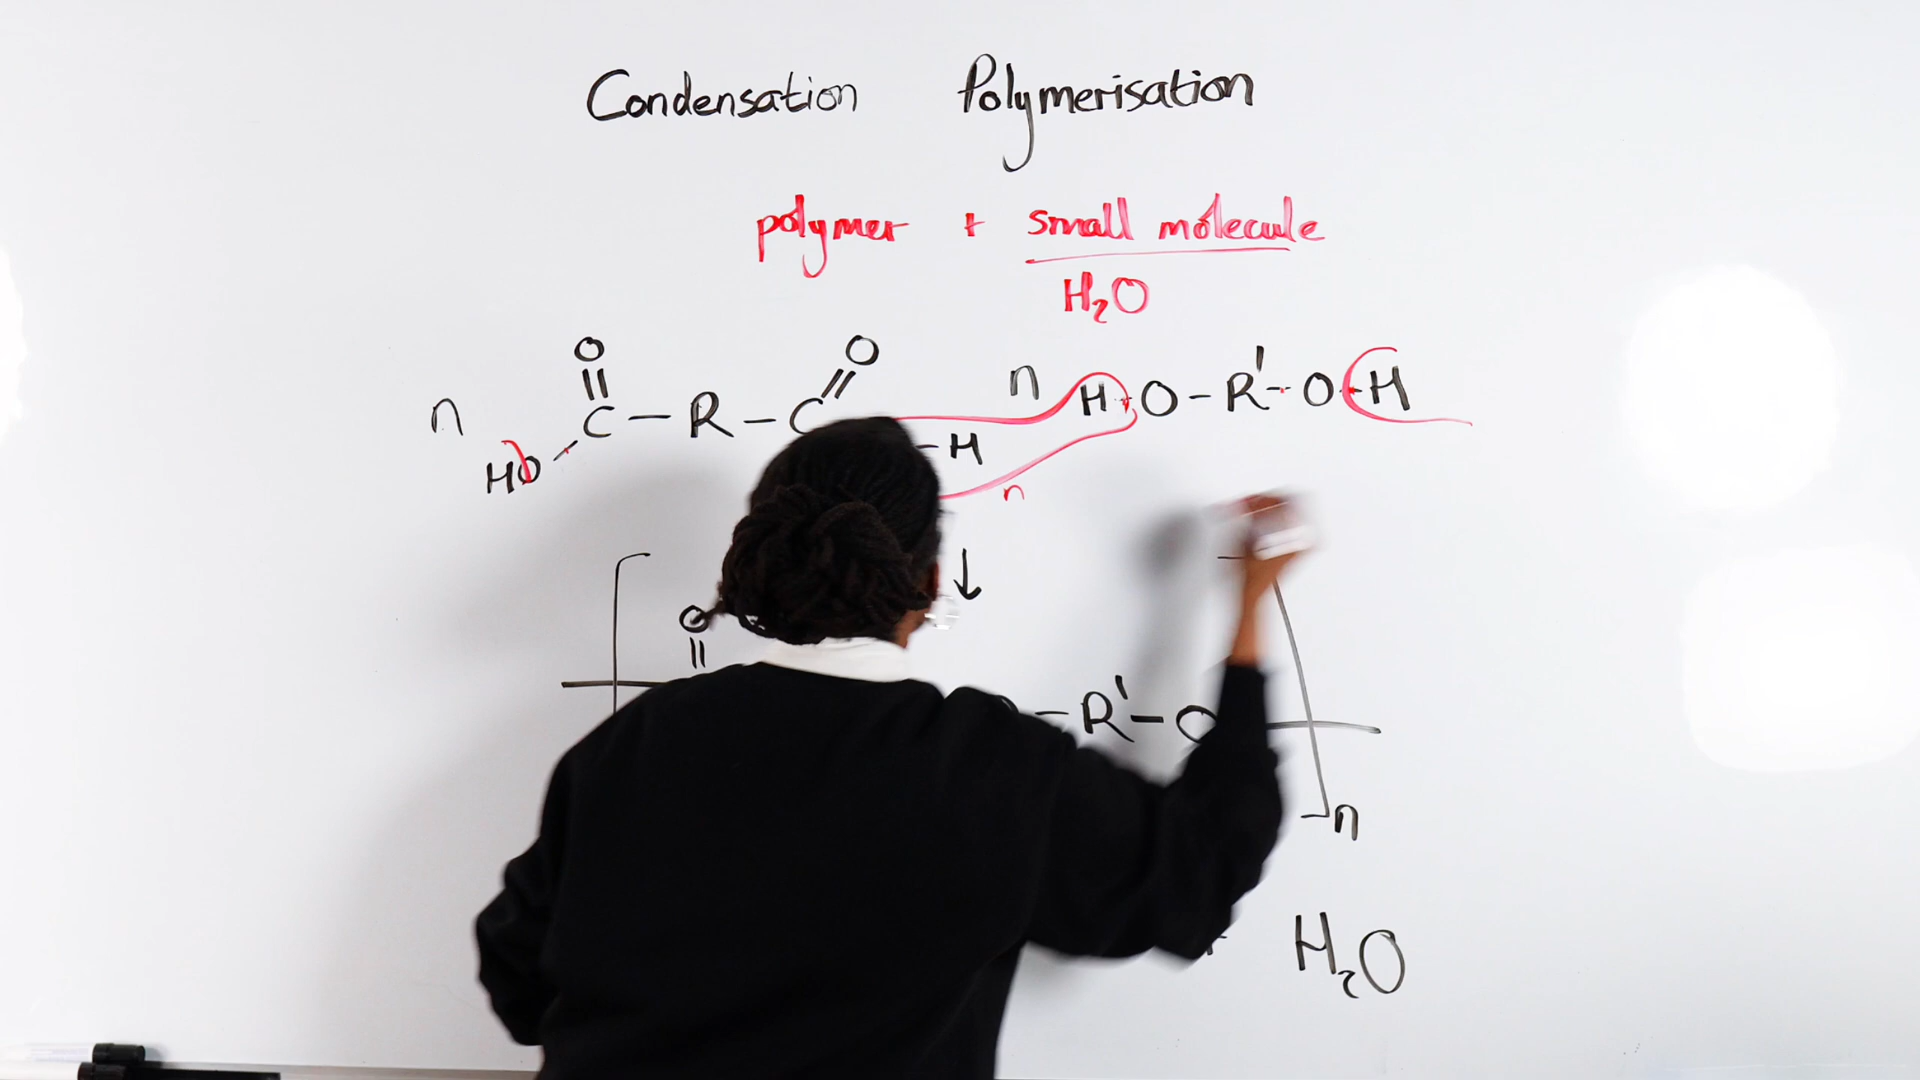 Condensation Polymerisation
polymer + small molecule
H₂O
O O
|| //
n HO - C - R - C - H n H - O - R' - O - H
n
↓
O
||
- R' - O
n
H₂O